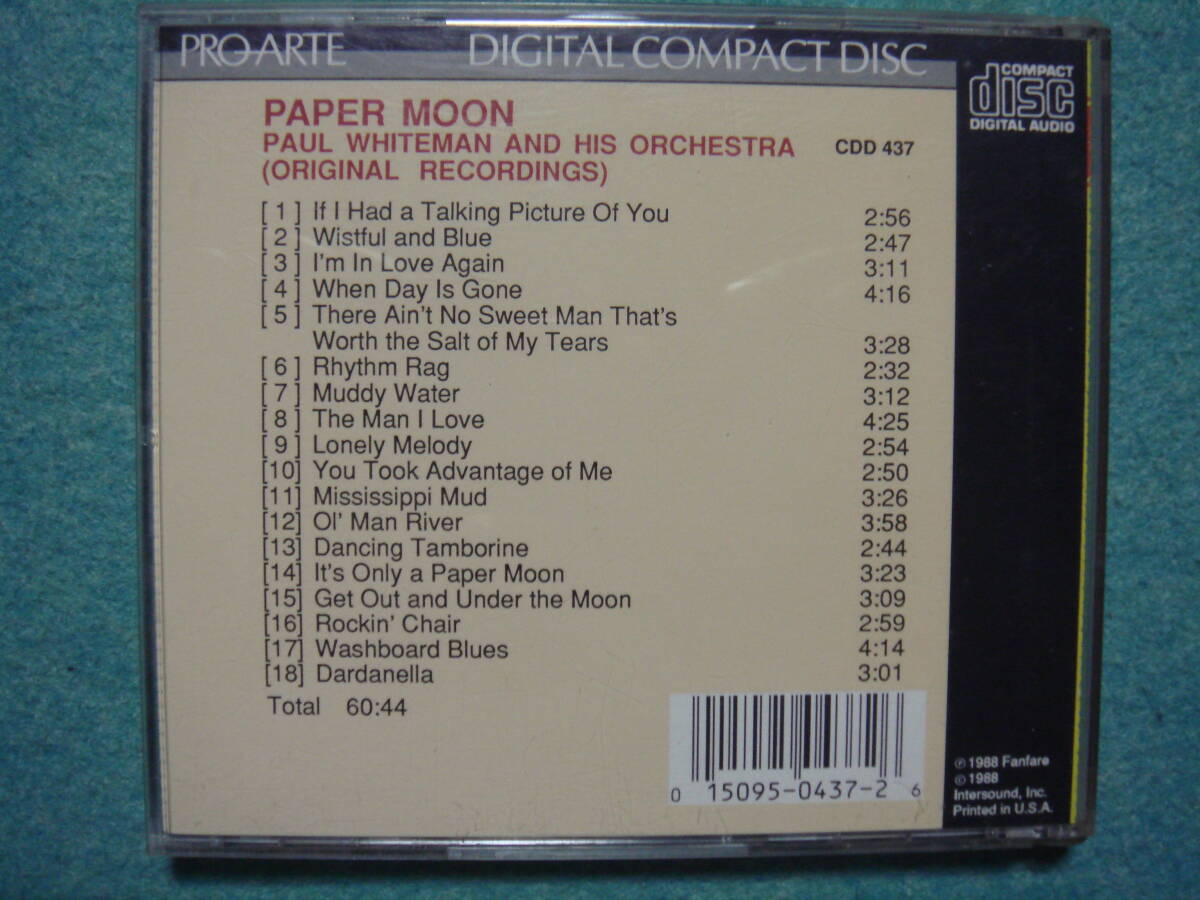 PRO-ARTE DIGITAL COMPACT DISC
COMPACT
disc
DIGITAL AUDIO
PAPER MOON
PAUL WHITEMAN AND HIS ORCHESTRA CDD 437
(ORIGINAL RECORDINGS)
[ 1 ] If I Had a Talking Picture Of You 2:56
[ 2 ] Wistful and Blue 2:47
[ 3 ] I'm In Love Again 3:11
[ 4 ] When Day Is Gone 4:16
[ 5 ] There Ain't No Sweet Man That's
Worth the Salt of My Tears 3:28
[ 6 ] Rhythm Rag 2:32
[ 7 ] Muddy Water 3:12
[ 8 ] The Man I Love 4:25
[ 9 ] Lonely Melody 2:54
[10] You Took Advantage of Me 2:50
[11] Mississippi Mud 3:26
[12] Ol' Man River 3:58
[13] Dancing Tamborine 2:44
[14] It's Only a Paper Moon 3:23
[15] Get Out and Under the Moon 3:09
[16] Rockin' Chair 2:59
[17] Washboard Blues 4:14
[18] Dardanella 3:01
Total 60:44
0 15095-0437-2 6
℗ 1988 Fanfare
© 1988
Intersound, Inc.
Printed in U.S.A.